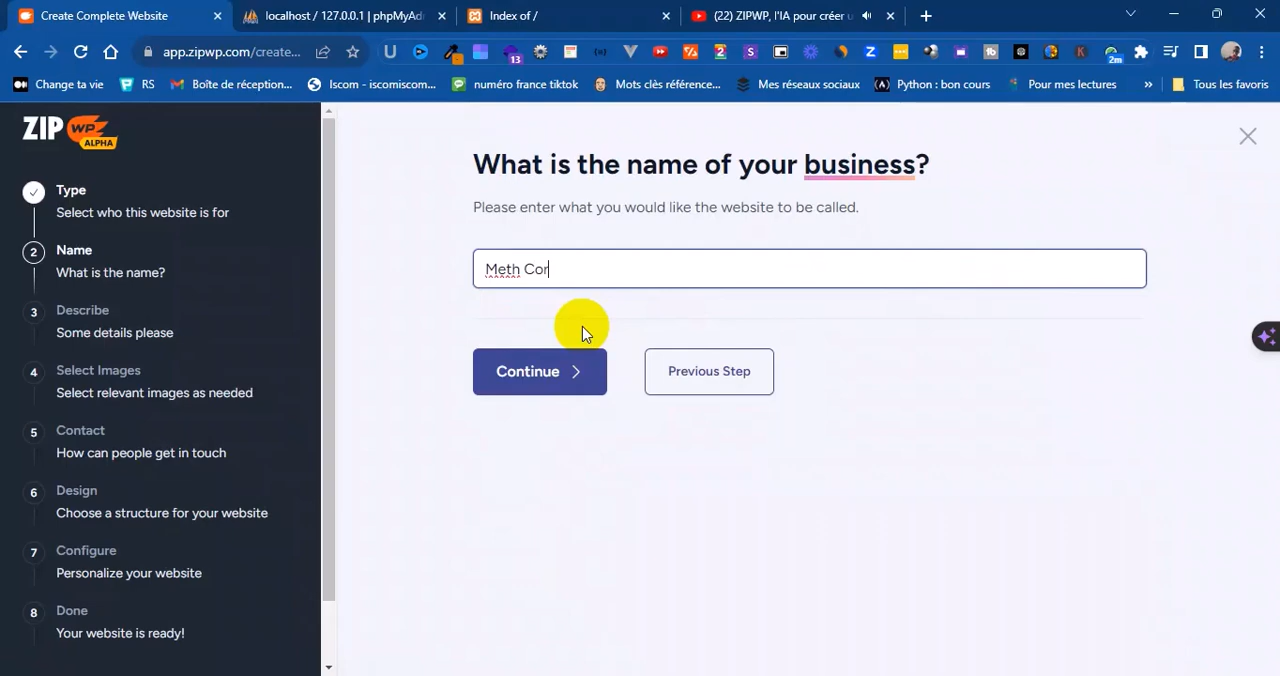 Create Complete Website
localhost / 127.0.0.1 | phpMyAd
Index of /
(22) ZIPWP, l'IA pour créer u
app.zipwp.com/create...
13
2
S
Z
K
2m
Change ta vie
RS
Boîte de réception...
Iscom - iscomiscom...
numéro france tiktok
Mots clés référence...
Mes réseaux sociaux
Python : bon cours
Pour mes lectures
»
Tous les favoris
ZIP WP
ALPHA
Type
Select who this website is for
2
Name
What is the name?
3
Describe
Some details please
4
Select Images
Select relevant images as needed
5
Contact
How can people get in touch
6
Design
Choose a structure for your website
7
Configure
Personalize your website
8
Done
Your website is ready!
What is the name of your business?
Please enter what you would like the website to be called.
Meth Cor
Continue
Previous Step